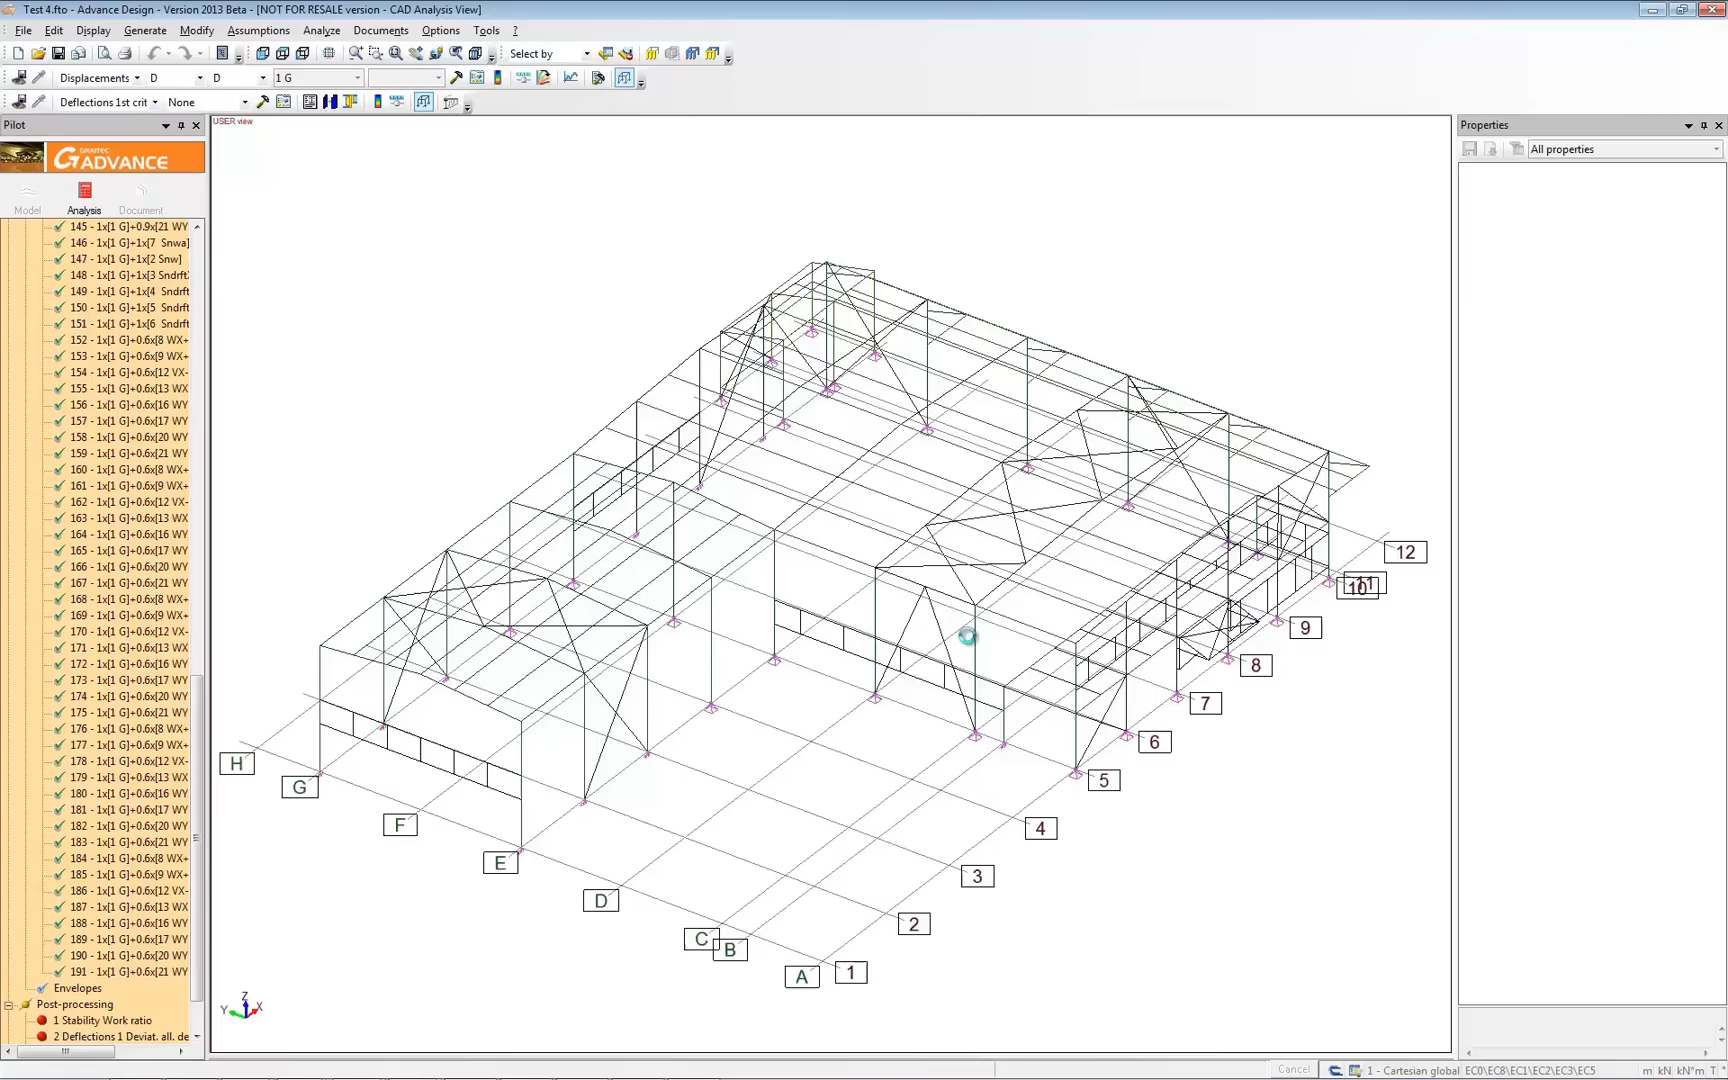 Test 4.fto - Advance Design - Version 2013 Beta - [NOT FOR RESALE version - CAD Analysis View]
File Edit Display Generate Modify Assumptions Analyze Documents Options Tools ?
Select by
Displacements D D 1 G
Deflections 1st crit None
Pilot
GRAITEC
ADVANCE
Model Analysis Document
145 - 1x[1 G]+0.9x[21 WY
146 - 1x[1 G]+1x[7 Snwa]
147 - 1x[1 G]+1x[2 Snw]
148 - 1x[1 G]+1x[3 Sndrft
149 - 1x[1 G]+1x[4 Sndrft
150 - 1x[1 G]+1x[5 Sndrft
151 - 1x[1 G]+1x[6 Sndrft
152 - 1x[1 G]+0.6x[8 WX+
153 - 1x[1 G]+0.6x[9 WX+
154 - 1x[1 G]+0.6x[12 VX-
155 - 1x[1 G]+0.6x[13 WX
156 - 1x[1 G]+0.6x[16 WY
157 - 1x[1 G]+0.6x[17 WY
158 - 1x[1 G]+0.6x[20 WY
159 - 1x[1 G]+0.6x[21 WY
160 - 1x[1 G]+0.6x[8 WX+
161 - 1x[1 G]+0.6x[9 WX+
162 - 1x[1 G]+0.6x[12 VX-
163 - 1x[1 G]+0.6x[13 WX
164 - 1x[1 G]+0.6x[16 WY
165 - 1x[1 G]+0.6x[17 WY
166 - 1x[1 G]+0.6x[20 WY
167 - 1x[1 G]+0.6x[21 WY
168 - 1x[1 G]+0.6x[8 WX+
169 - 1x[1 G]+0.6x[9 WX+
170 - 1x[1 G]+0.6x[12 VX-
171 - 1x[1 G]+0.6x[13 WX
172 - 1x[1 G]+0.6x[16 WY
173 - 1x[1 G]+0.6x[17 WY
174 - 1x[1 G]+0.6x[20 WY
175 - 1x[1 G]+0.6x[21 WY
176 - 1x[1 G]+0.6x[8 WX+
177 - 1x[1 G]+0.6x[9 WX+
178 - 1x[1 G]+0.6x[12 VX-
179 - 1x[1 G]+0.6x[13 WX
180 - 1x[1 G]+0.6x[16 WY
181 - 1x[1 G]+0.6x[17 WY
182 - 1x[1 G]+0.6x[20 WY
183 - 1x[1 G]+0.6x[21 WY
184 - 1x[1 G]+0.6x[8 WX+
185 - 1x[1 G]+0.6x[9 WX+
186 - 1x[1 G]+0.6x[12 VX-
187 - 1x[1 G]+0.6x[13 WX
188 - 1x[1 G]+0.6x[16 WY
189 - 1x[1 G]+0.6x[17 WY
190 - 1x[1 G]+0.6x[20 WY
191 - 1x[1 G]+0.6x[21 WY
Envelopes
Post-processing
1 Stability Work ratio
2 Deflections 1 Deviat. all. de
USER view
12
11
10
9
8
7
6
5
4
3
2
1
H
G
F
E
D
C
B
A
Z
Y
X
Properties
All properties
Cancel
1 - Cartesian global
EC0\EC8\EC1\EC2\EC3\EC5
m kN kN*m T